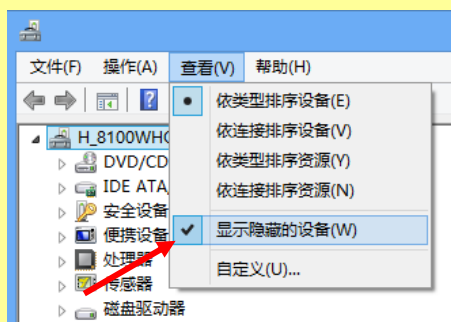 文件(F) 操作(A) 查看(V) 帮助(H)
依类型排序设备(E)
依连接排序设备(V)
依类型排序资源(Y)
依连接排序资源(N)
显示隐藏的设备(W)
自定义(U)...
H_8100WH
DVD/CD
IDE ATA
安全设备
便携设备
处理器
传感器
磁盘驱动器